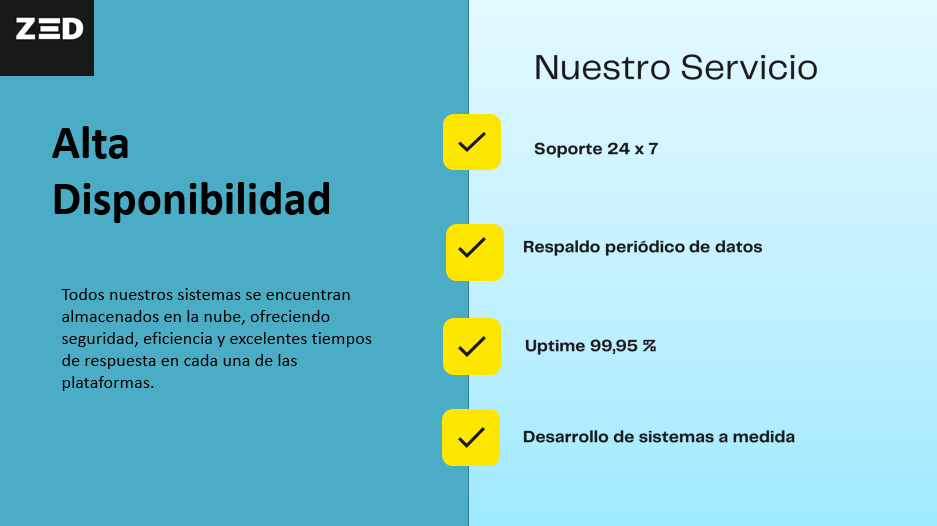 ZED
Alta
Disponibilidad
Todos nuestros sistemas se encuentran
almacenados en la nube, ofreciendo
seguridad, eficiencia y excelentes tiempos
de respuesta en cada una de las
plataformas.
Nuestro Servicio
Soporte 24 x 7
Respaldo periódico de datos
Uptime 99,95 %
Desarrollo de sistemas a medida